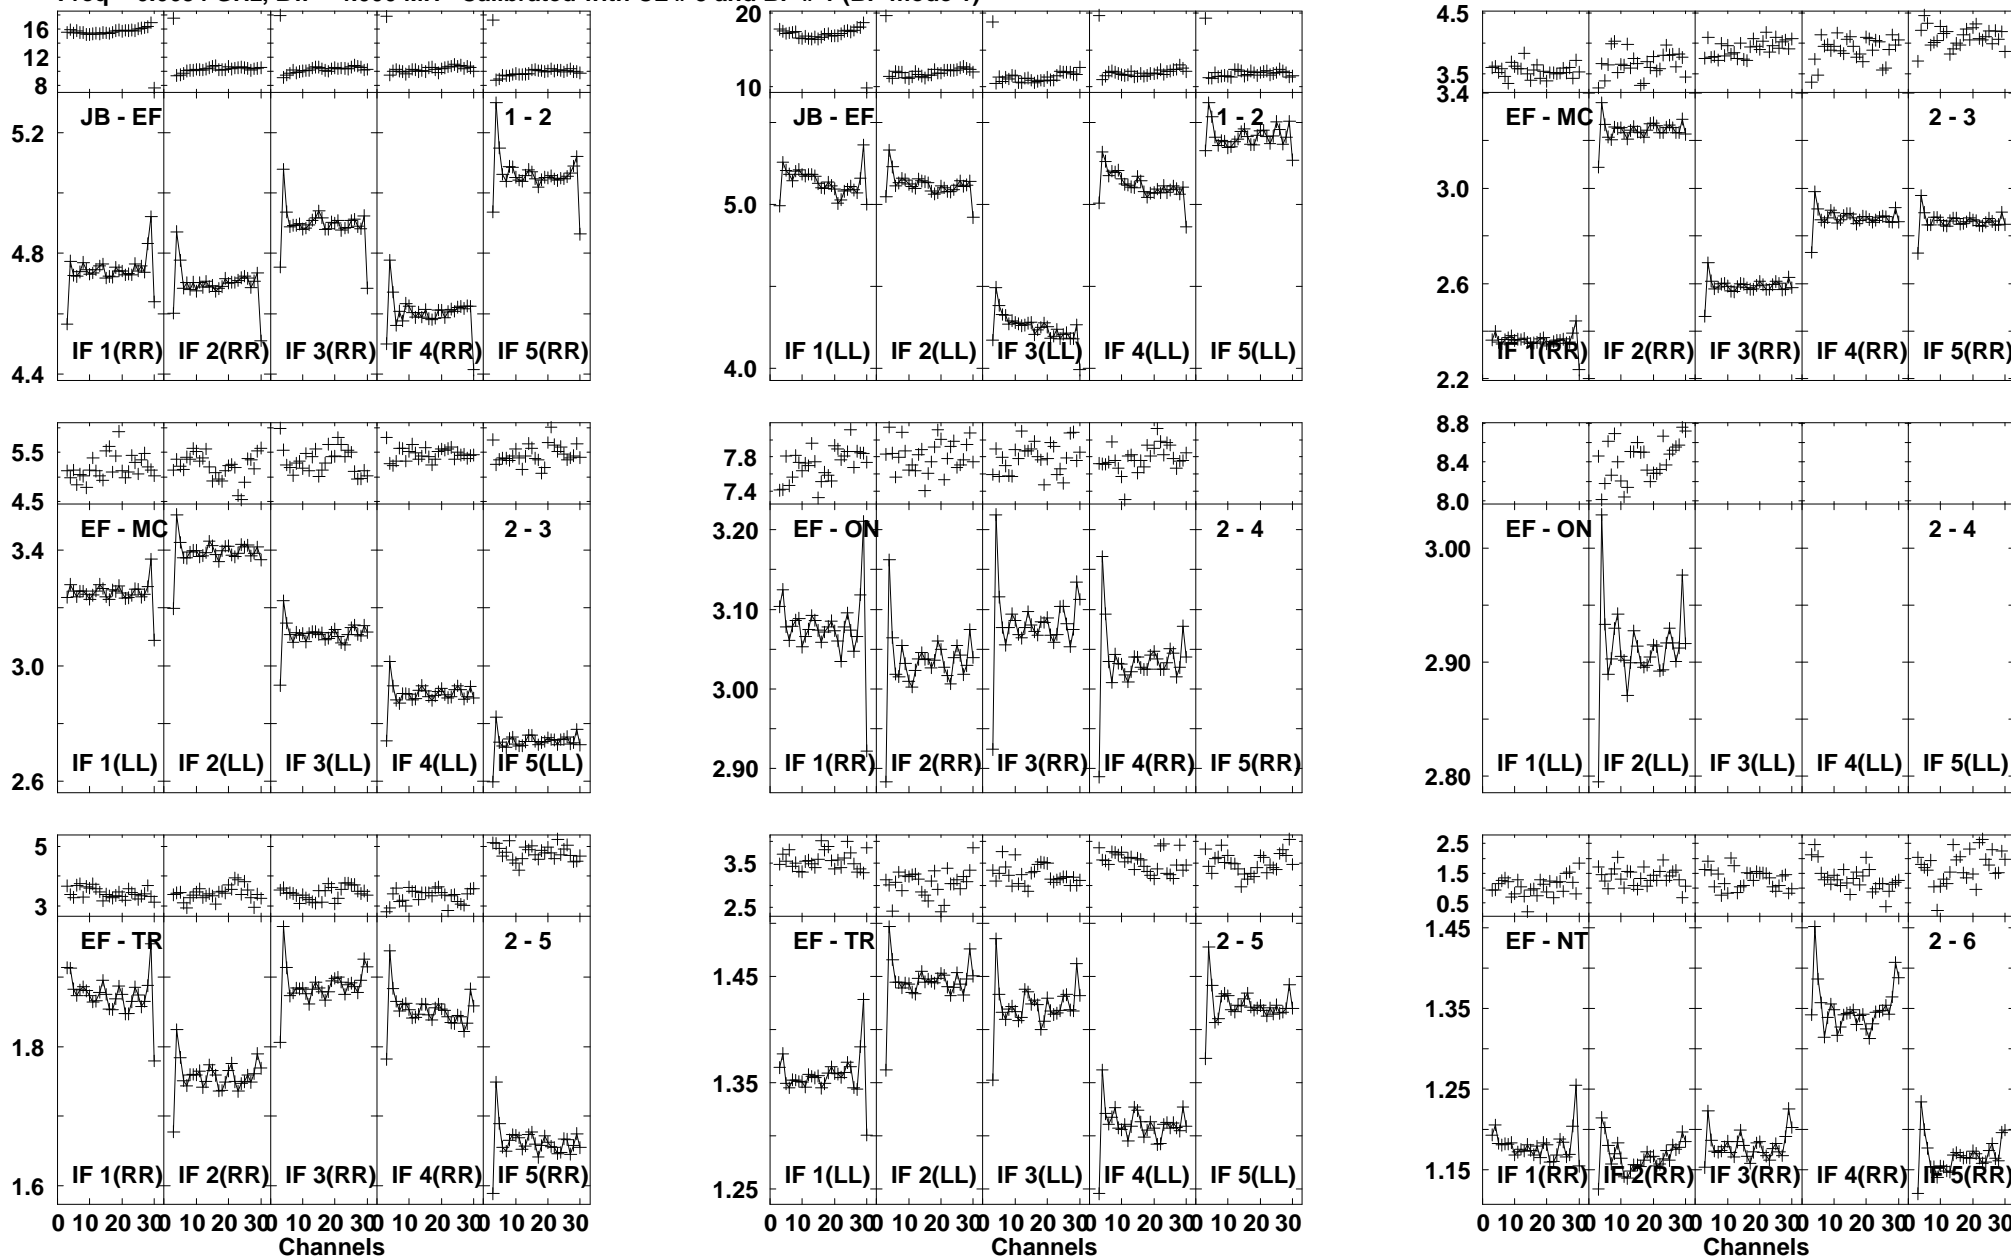 16
12
8
JB - EF 1 - 2
5.2
4.8
4.4
IF 1(RR) IF 2(RR) IF 3(RR) IF 4(RR) IF 5(RR)
20
10
JB - EF 1 - 2
5.0
4.0
IF 1(LL) IF 2(LL) IF 3(LL) IF 4(LL) IF 5(LL)
4.5
3.5
3.4
EF - MC 2 - 3
3.0
2.6
2.2
IF 1(RR) IF 2(RR) IF 3(RR) IF 4(RR) IF 5(RR)
5.5
4.5
EF - MC 2 - 3
3.4
3.0
2.6
IF 1(LL) IF 2(LL) IF 3(LL) IF 4(LL) IF 5(LL)
7.8
7.4
EF - ON 2 - 4
3.20
3.10
3.00
2.90
IF 1(RR) IF 2(RR) IF 3(RR) IF 4(RR) IF 5(RR)
8.8
8.4
8.0
EF - ON 2 - 4
3.00
2.90
2.80
IF 1(LL) IF 2(LL) IF 3(LL) IF 4(LL) IF 5(LL)
5
3
EF - TR 2 - 5
1.8
1.6
IF 1(RR) IF 2(RR) IF 3(RR) IF 4(RR) IF 5(RR)
0 10 20 30 0 10 20 30 0 10 20 30 0 10 20 30 0 10 20 30
Channels
3.5
2.5
EF - TR 2 - 5
1.45
1.35
1.25
IF 1(LL) IF 2(LL) IF 3(LL) IF 4(LL) IF 5(LL)
0 10 20 30 0 10 20 30 0 10 20 30 0 10 20 30 0 10 20 30
Channels
2.5
1.5
0.5
EF - NT 2 - 6
1.45
1.35
1.25
1.15
IF 1(RR) IF 2(RR) IF 3(RR) IF 4(RR) IF 5(RR)
0 10 20 30 0 10 20 30 0 10 20 30 0 10 20 30 0 10 20 30
Channels